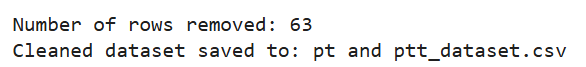 Number of rows removed: 63
Cleaned dataset saved to: pt and ptt_dataset.csv